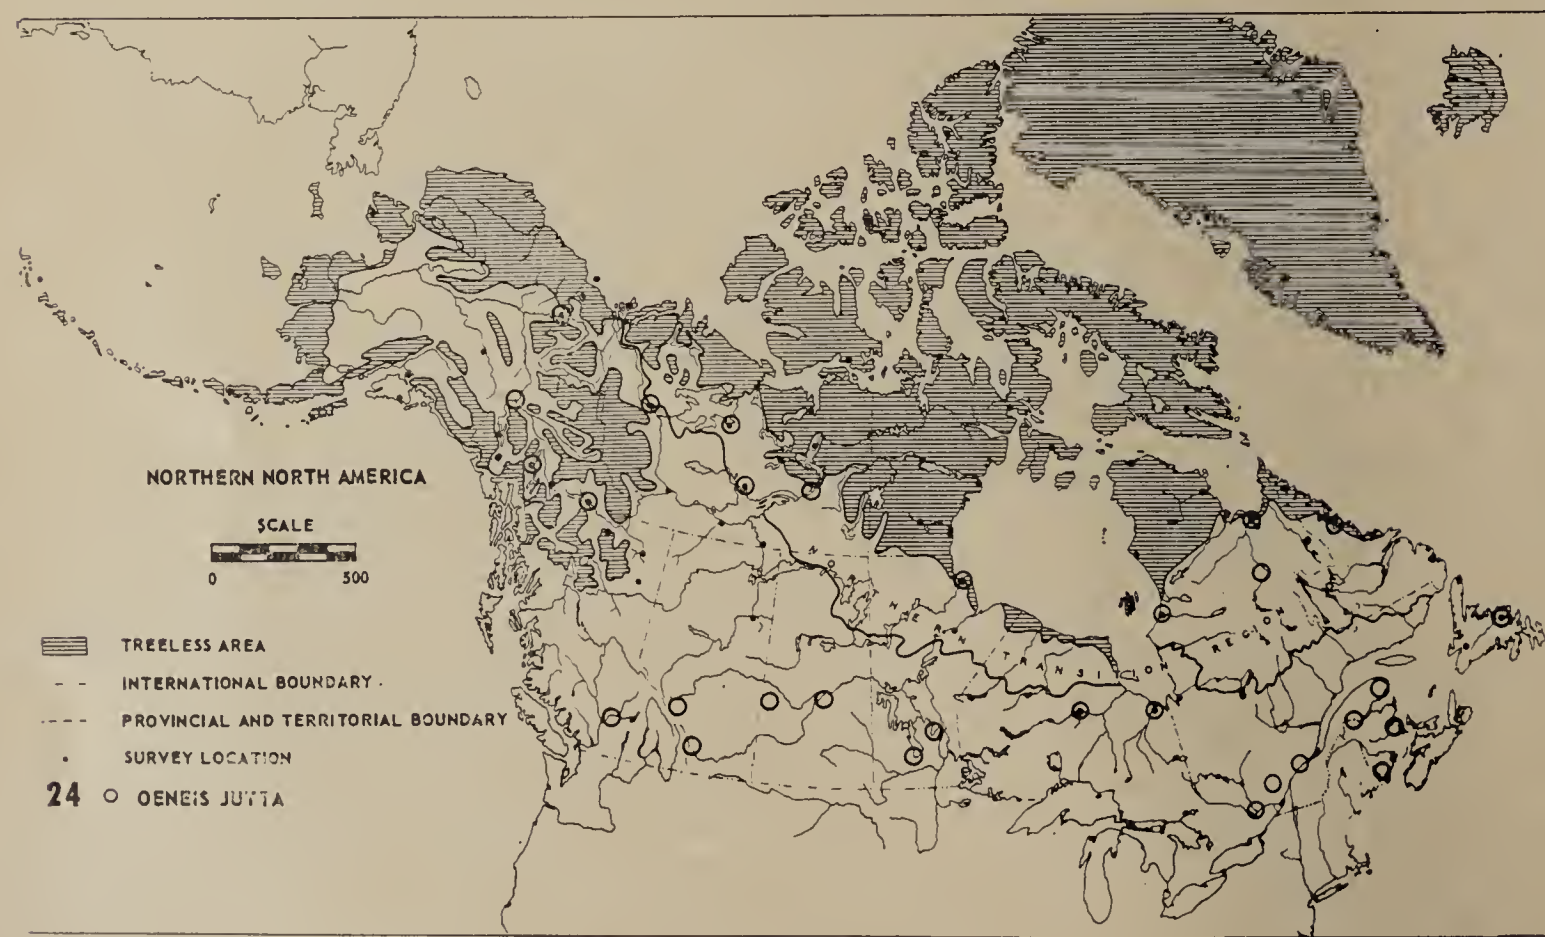 NORTHERN NORTH AMERICA
SCALE
0 500
TREELESS AREA
INTERNATIONAL BOUNDARY.
PROVINCIAL AND TERRITORIAL BOUNDARY
SURVEY LOCATION
24 OENEIS JUTTA
NORTHERN TRANSITION REGION